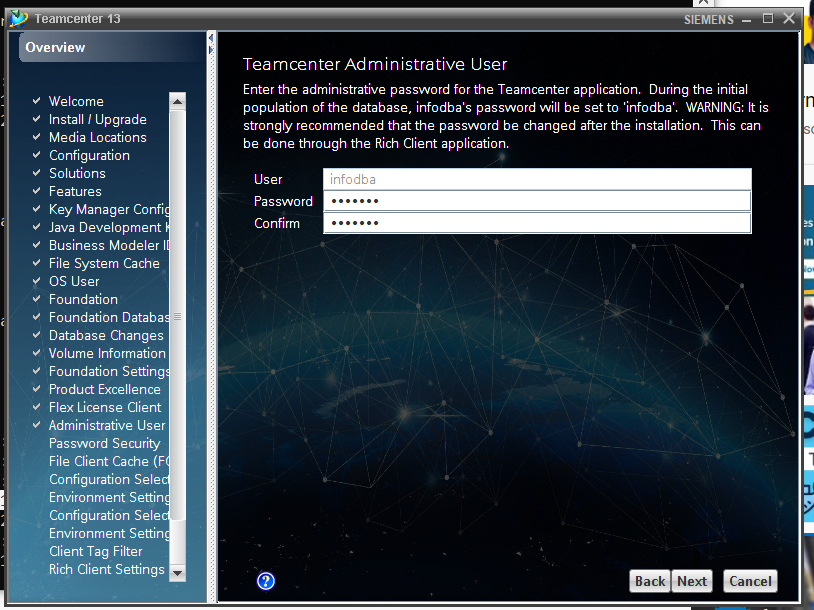 Teamcenter 13
SIEMENS
Overview
Welcome
Install / Upgrade
Media Locations
Configuration
Solutions
Features
Key Manager Config
Java Development K
Business Modeler ID
File System Cache
OS User
Foundation
Foundation Databas
Database Changes
Volume Information
Foundation Settings
Product Excellence
Flex License Client
Administrative User
Password Security
File Client Cache (FC
Configuration Select
Environment Setting
Configuration Select
Environment Setting
Client Tag Filter
Rich Client Settings
Teamcenter Administrative User
Enter the administrative password for the Teamcenter application. During the initial
population of the database, infodba's password will be set to 'infodba'. WARNING: It is
strongly recommended that the password be changed after the installation. This can
be done through the Rich Client application.
User infodba
Password •••••••
Confirm •••••••
? Back Next Cancel